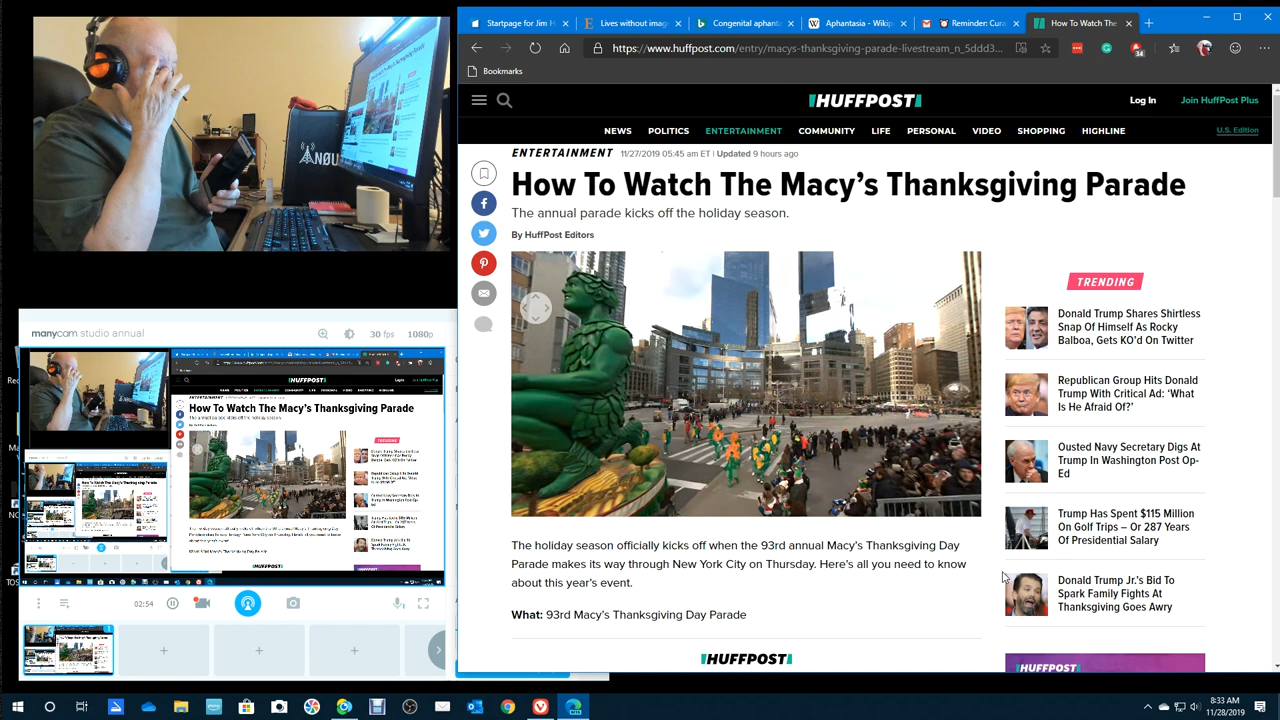 Startpage for Jim H
Lives without imag
Congenital aphanta
Aphantasia - Wikip
Reminder: Cura
How To Watch The
https://www.huffpost.com/entry/macys-thanksgiving-parade-livestream_n_5ddd3...
34
Bookmarks
HUFFPOST
Log In
Join HuffPost Plus
NEWS POLITICS ENTERTAINMENT COMMUNITY LIFE PERSONAL VIDEO SHOPPING HIGHLINE
U.S. Edition
ENTERTAINMENT 11/27/2019 05:45 am ET | Updated 9 hours ago
How To Watch The Macy's Thanksgiving Parade
The annual parade kicks off the holiday season.
By HuffPost Editors
TRENDING
Donald Trump Shares Shirtless
Snap Of Himself As Rocky
Balboa, Gets KO'd On Twitter
Republican Group Hits Donald
Trump With Critical Ad: 'What
Is He Afraid Of?'
Obama Navy Secretary Digs At
Trump In Washington Post Op-
Ed
Trump Has Spent $115 Million
On Golf Trips — Or 287 Years
Of Presidential Salary
Donald Trump Jr.'s Bid To
Spark Family Fights At
Thanksgiving Goes Awry
The holiday season officially kicks off when the 93rd annual Macy's Thanksgiving Day
Parade makes its way through New York City on Thursday. Here's all you need to know
about this year's event.
What: 93rd Macy's Thanksgiving Day Parade
HUFFPOST
HUFFPOST
manycam studio annual
30 fps
1080p
HUFFPOST
How To Watch The Macy's Thanksgiving Parade
02:54
8:33 AM
11/28/2019